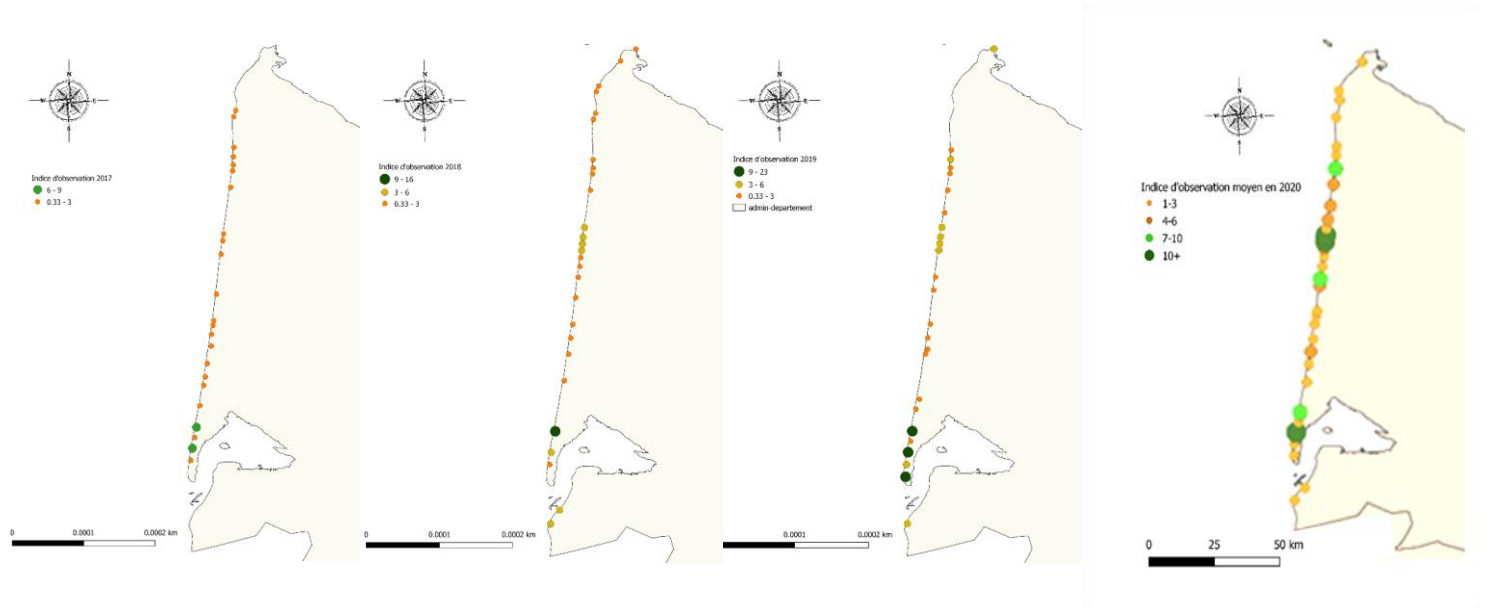 N
W E
S
Indice d'observation 2017
6 - 9
0.33 - 3
0 0.0001 0.0002 km
N
W E
S
Indice d'observation 2018
9 - 16
3 - 6
0.33 - 3
0 0.0001 0.0002 km
N
W E
S
Indice d'observation 2019
9 - 23
3 - 6
0.33 - 3
admin-departement
0.0001 0.0002 km
N
W E
S
Indice d'observation moyen en 2020
1-3
4-6
7-10
10+
0 25 50 km